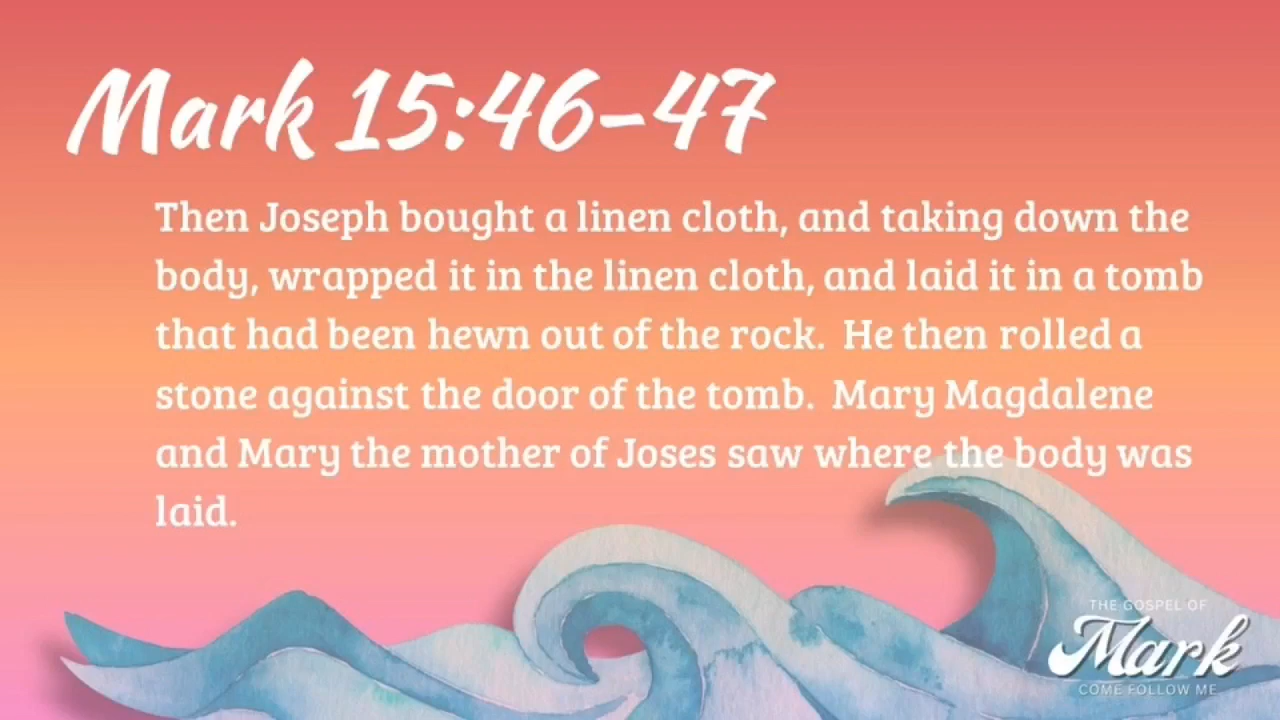 Mark 15:46-47
Then Joseph bought a linen cloth, and taking down the
body, wrapped it in the linen cloth, and laid it in a tomb
that had been hewn out of the rock.  He then rolled a
stone against the door of the tomb.  Mary Magdalene
and Mary the mother of Joses saw where the body was
laid.
THE GOSPEL OF
Mark
COME FOLLOW ME